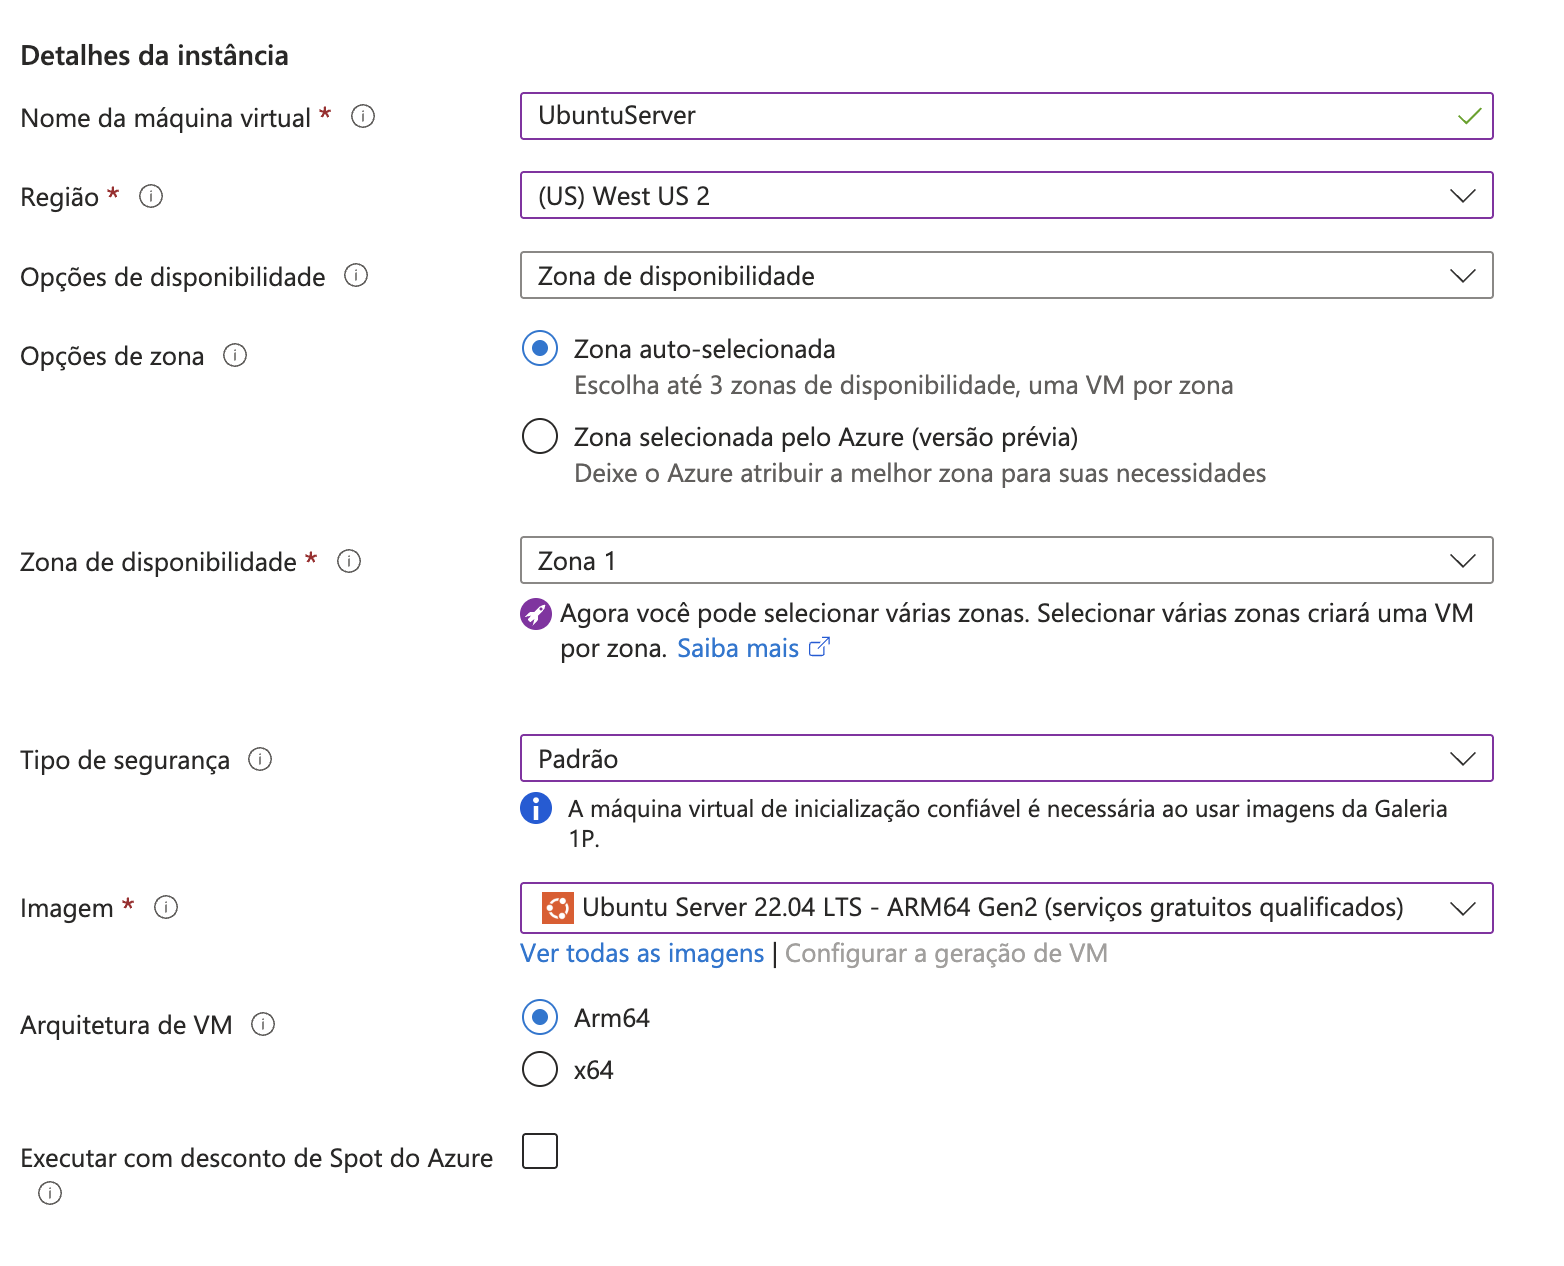 Detalhes da instância
Nome da máquina virtual *
UbuntuServer
Região *
(US) West US 2
Opções de disponibilidade
Zona de disponibilidade
Opções de zona
Zona auto-selecionada
Escolha até 3 zonas de disponibilidade, uma VM por zona
Zona selecionada pelo Azure (versão prévia)
Deixe o Azure atribuir a melhor zona para suas necessidades
Zona de disponibilidade *
Zona 1
Agora você pode selecionar várias zonas. Selecionar várias zonas criará uma VM
por zona. Saiba mais
Tipo de segurança
Padrão
A máquina virtual de inicialização confiável é necessária ao usar imagens da Galeria
1P.
Imagem *
Ubuntu Server 22.04 LTS - ARM64 Gen2 (serviços gratuitos qualificados)
Ver todas as imagens | Configurar a geração de VM
Arquitetura de VM
Arm64
x64
Executar com desconto de Spot do Azure